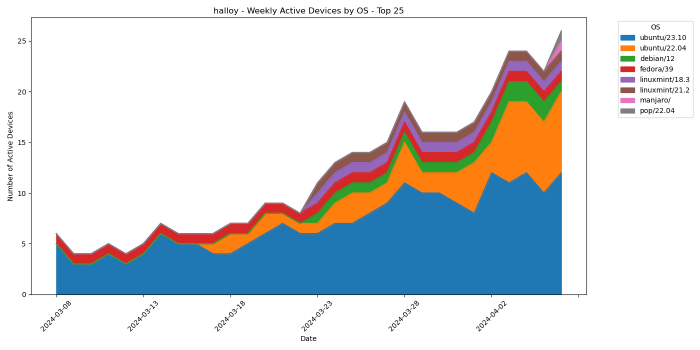 halloy - Weekly Active Devices by OS - Top 25
Number of Active Devices
25
20
15
10
5
0
2024-03-08
2024-03-13
2024-03-18
2024-03-23
2024-03-28
2024-04-02
Date
OS
ubuntu/23.10
ubuntu/22.04
debian/12
fedora/39
linuxmint/18.3
linuxmint/21.2
manjaro/
pop/22.04